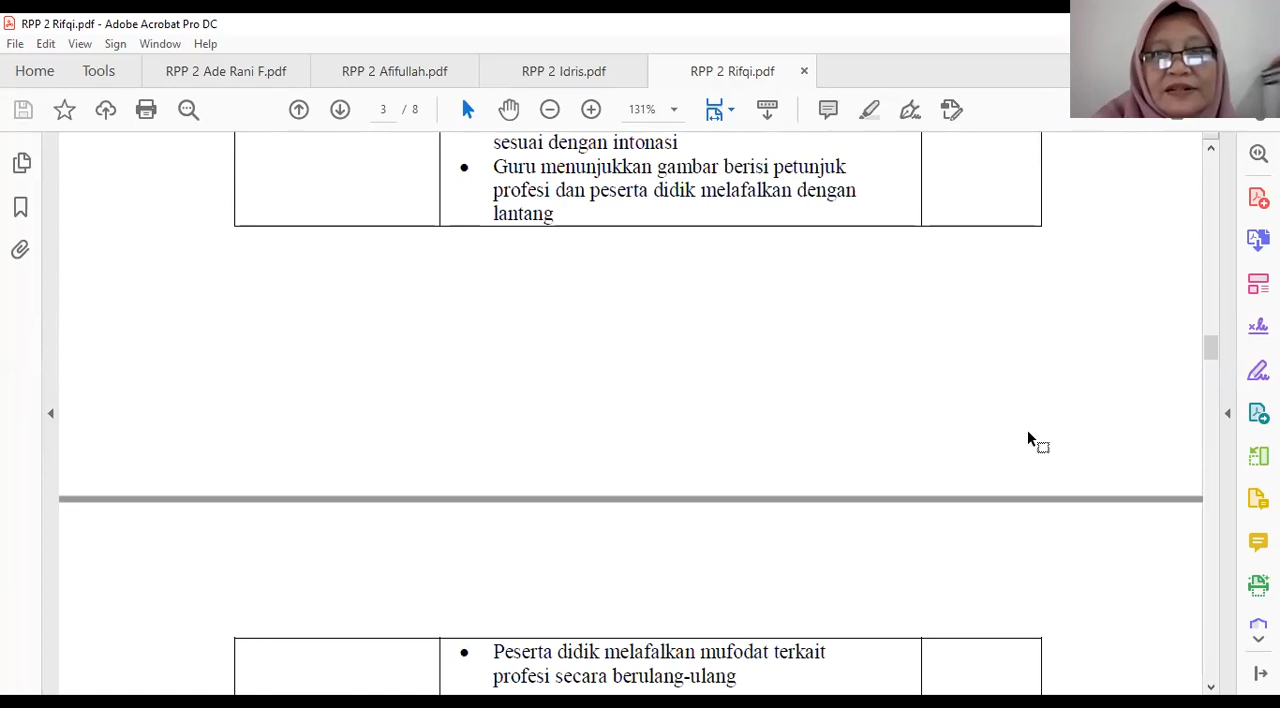 RPP 2 Rifqi.pdf - Adobe Acrobat Pro DC
File Edit View Sign Window Help
Home Tools RPP 2 Ade Rani F.pdf RPP 2 Afifullah.pdf RPP 2 Idris.pdf RPP 2 Rifqi.pdf ×
3 / 8 131%
sesuai dengan intonasi
• Guru menunjukkan gambar berisi petunjuk
profesi dan peserta didik melafalkan dengan
lantang
• Peserta didik melafalkan mufodat terkait
profesi secara berulang-ulang